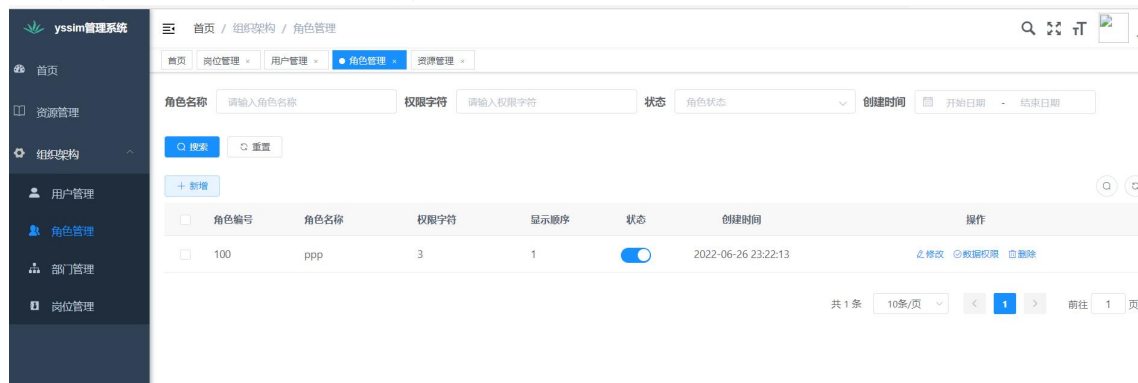 yssim管理系统
首页 / 组织架构 / 角色管理
首页
资源管理
组织架构
用户管理
角色管理
部门管理
岗位管理
首页 岗位管理 × 用户管理 × 角色管理 × 资源管理 ×
角色名称 请输入角色名称 权限字符 请输入权限字符 状态 角色状态 创建时间 开始日期 - 结束日期
搜索 重置
+ 新增
角色编号 角色名称 权限字符 显示顺序 状态 创建时间 操作
100 ppp 3 1 2022-06-26 23:22:13 修改 数据权限 删除
共 1 条 10条/页 < 1 > 前往 1 页